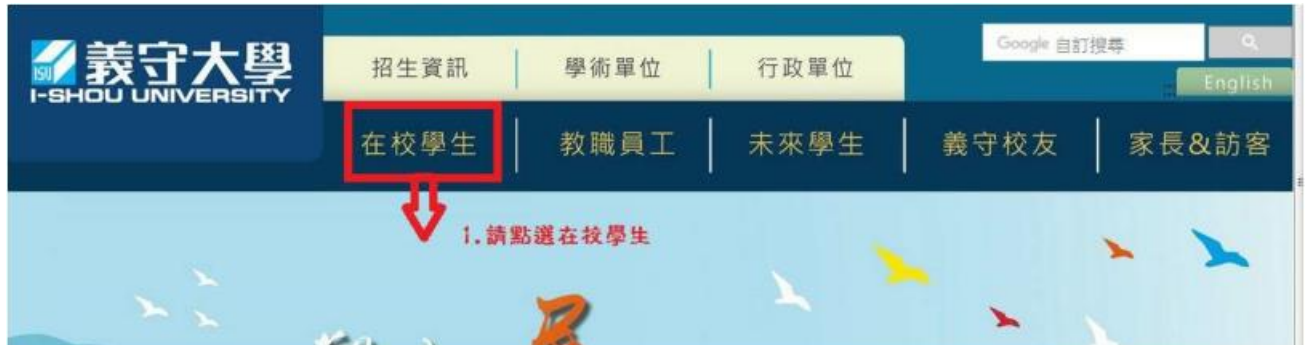 Google 自訂搜尋
ISU 義守大學
I-SHOU UNIVERSITY
招生資訊 學術單位 行政單位
English
在校學生 教職員工 未來學生 義守校友 家長&訪客
1.請點選在校學生